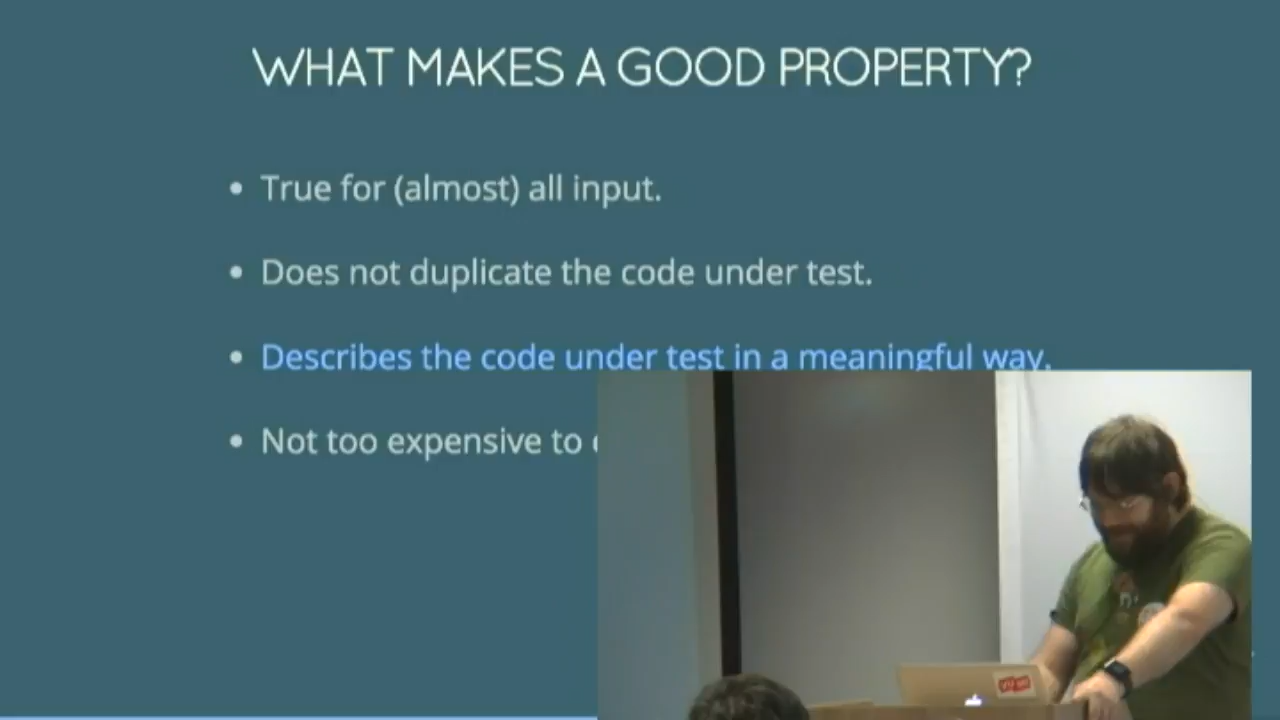 WHAT MAKES A GOOD PROPERTY?
True for (almost) all input.
Does not duplicate the code under test.
Describes the code under test in a meaningful way.
Not too expensive to